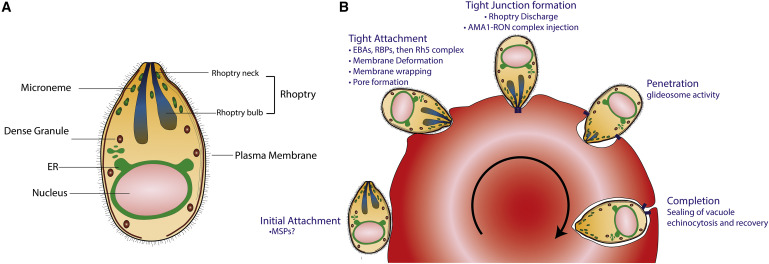 A
Microneme
Dense Granule
ER
Nucleus
Rhoptry neck
Rhoptry
Rhoptry bulb
Plasma Membrane
B
Initial Attachment
•MSPs?
Tight Attachment
• EBAs, RBPs, then Rh5 complex
• Membrane Deformation
• Membrane wrapping
• Pore formation
Tight Junction formation
• Rhoptry Discharge
• AMA1-RON complex injection
Penetration
glideosome activity
Completion
Sealing of vacuole
echinocytosis and recovery